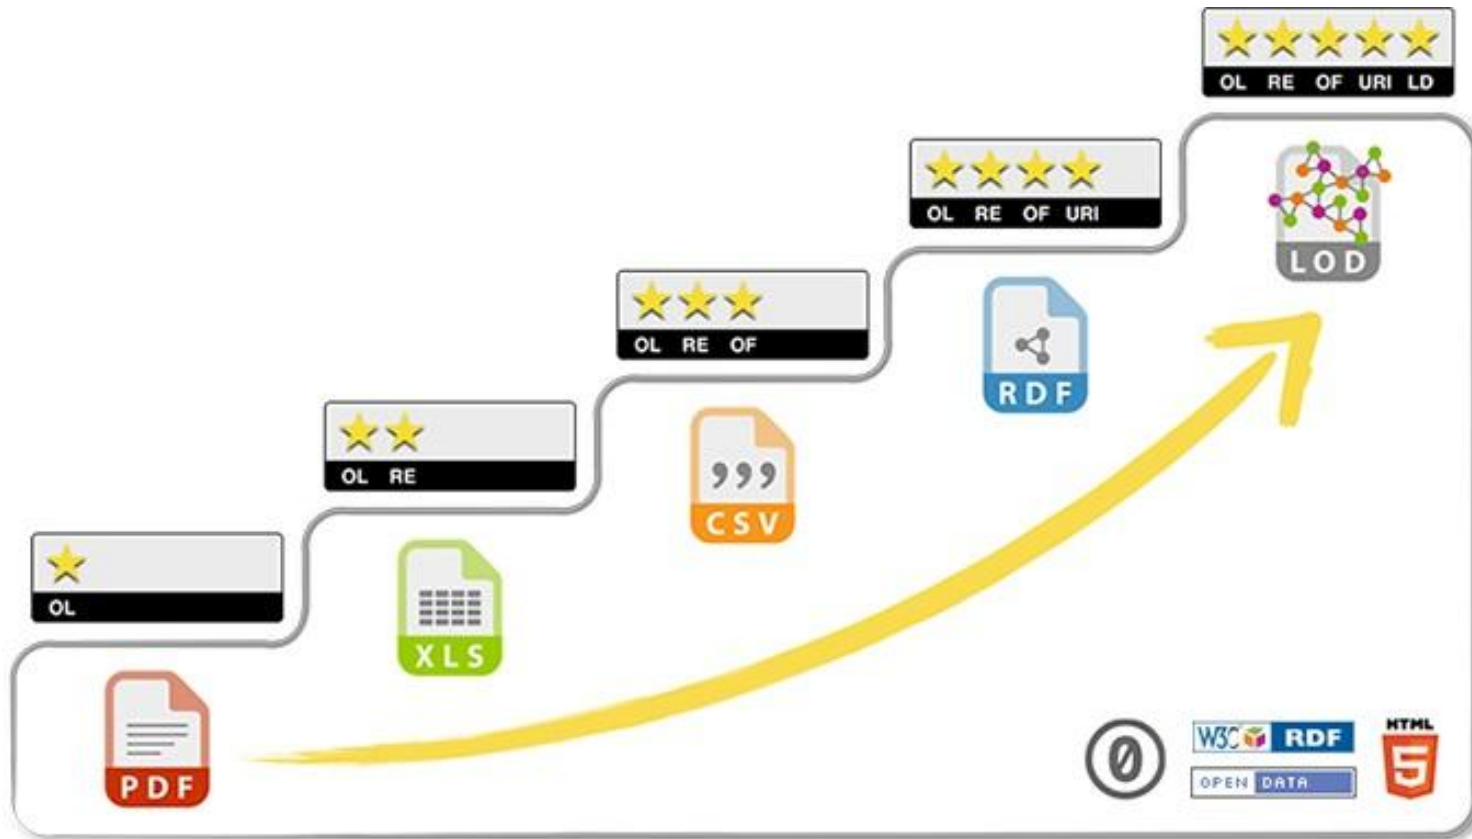 OL RE OF URI LD
LOD
OL RE OF URI
RDF
OL RE OF
CSV
OL RE
XLS
OL
PDF
0
W3C RDF
OPEN DATA
HTML
5